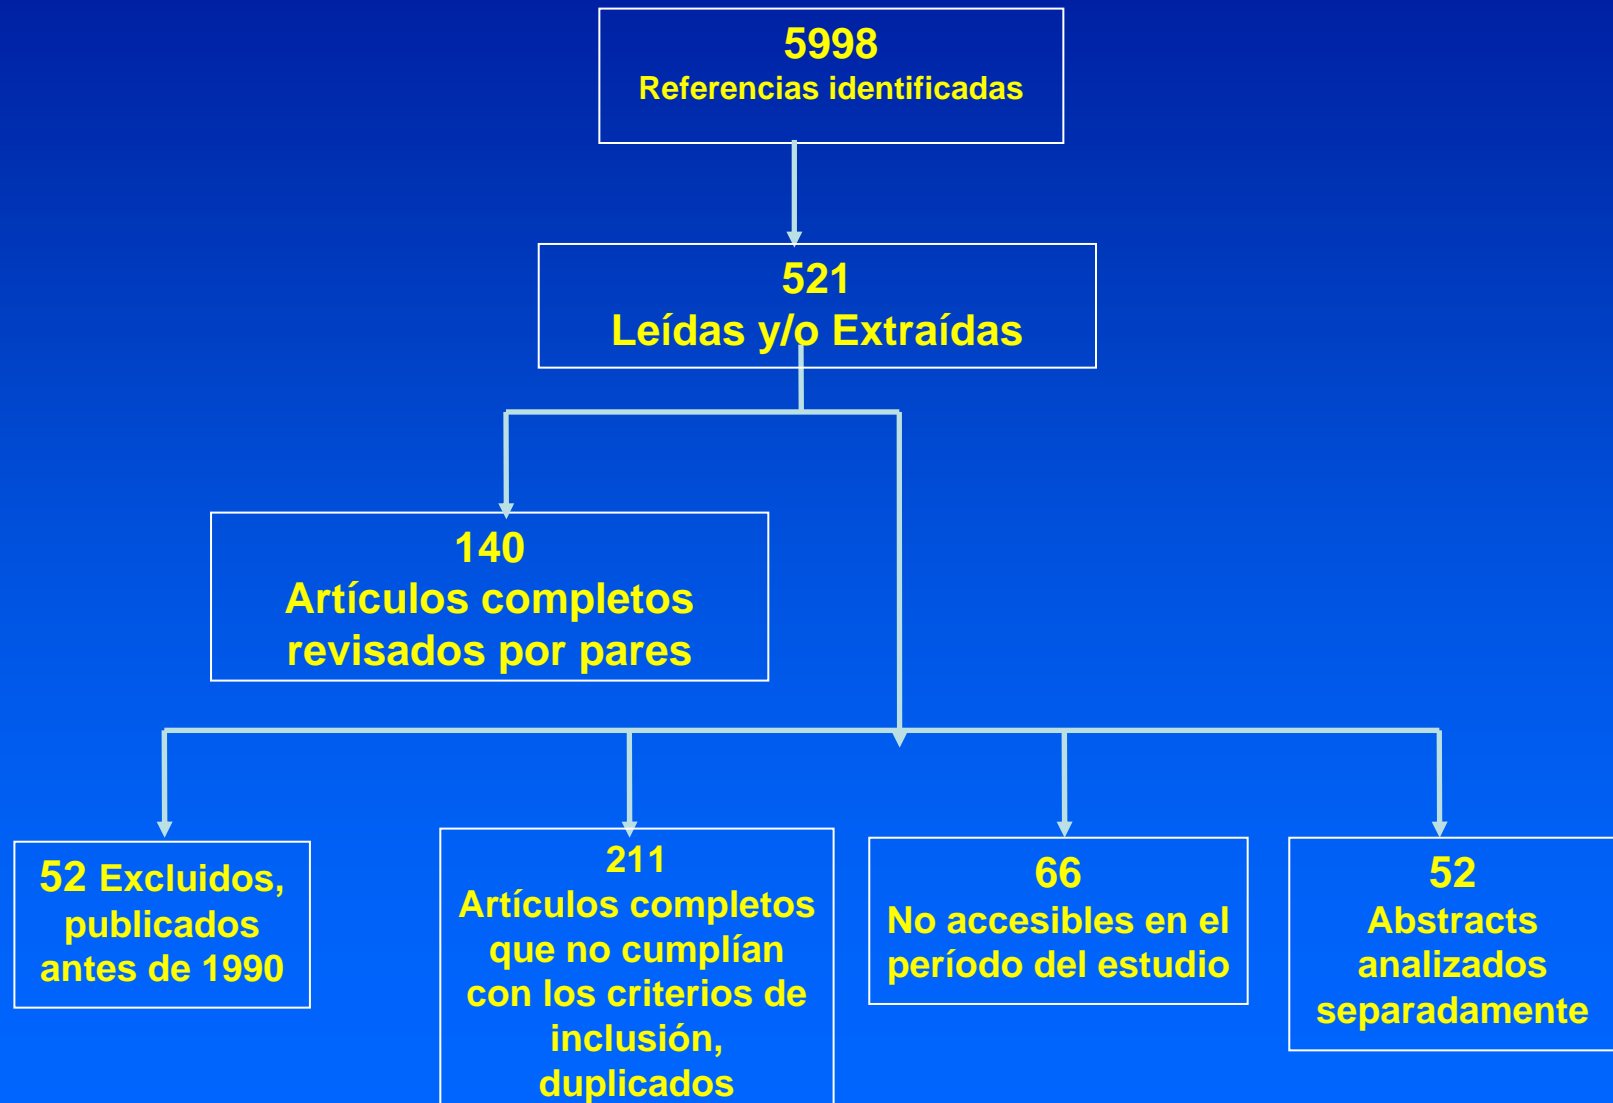 5998
Referencias identificadas
521
Leídas y/o Extraídas
140
Artículos completos
revisados por pares
52 Excluidos,
publicados
antes de 1990
211
Artículos completos
que no cumplían
con los criterios de
inclusión,
duplicados
66
No accesibles en el
período del estudio
52
Abstracts
analizados
separadamente